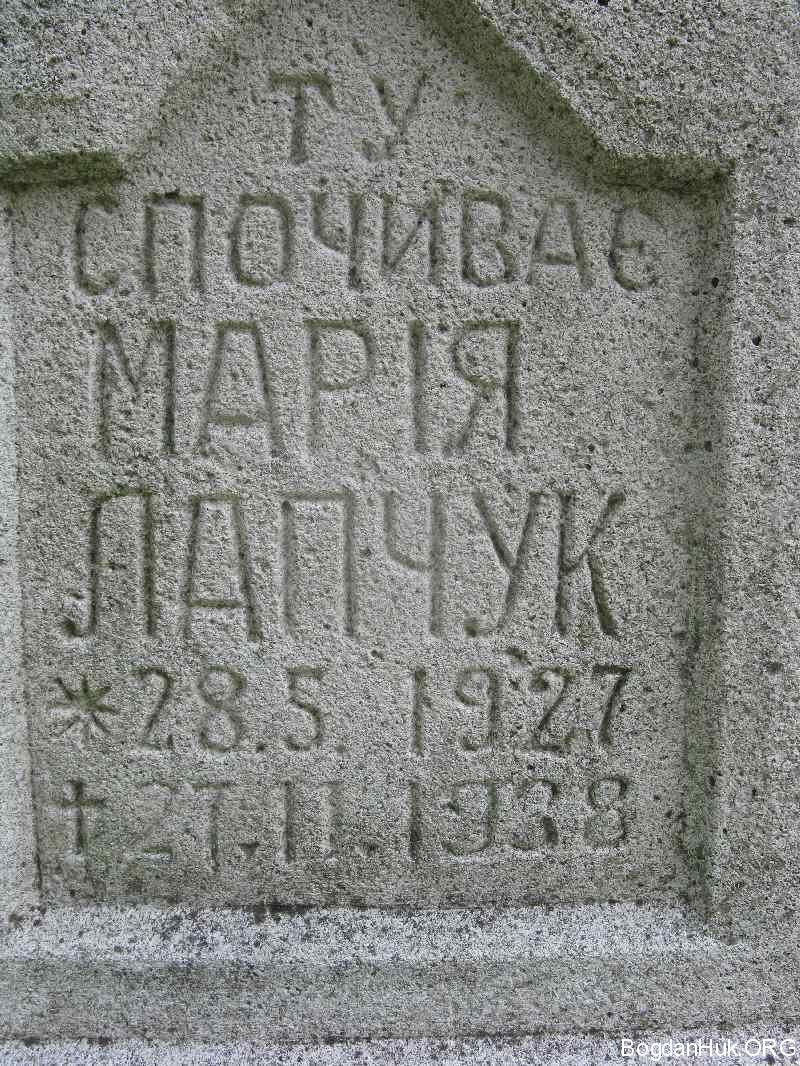 ТУ
СПОЧИВАЄ
МАРІЯ
ЛАПЧУК
* 28.5. 1927
† 27.11.1938
BogdanHuk.ORG